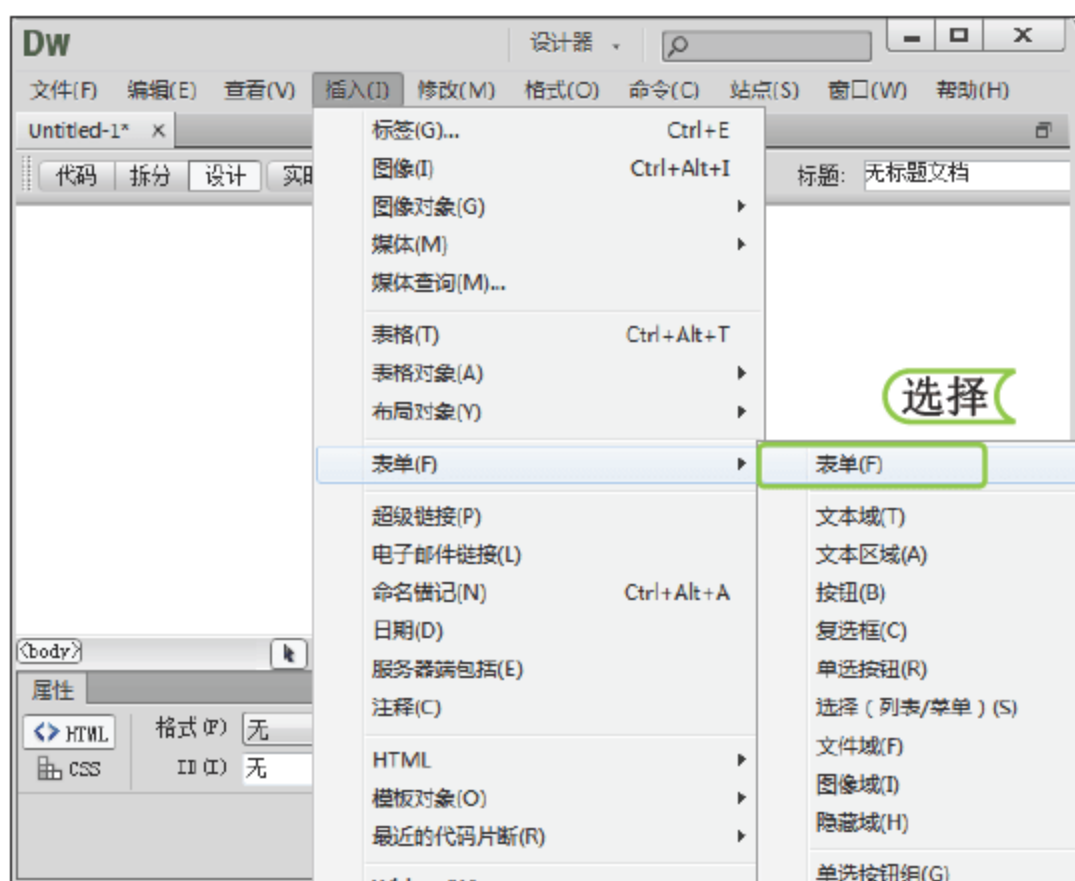 Dw 设计器
文件(F) 编辑(E) 查看(V) 插入(I) 修改(M) 格式(O) 命令(C) 站点(S) 窗口(W) 帮助(H)
Untitled-1* ×
代码 拆分 设计 实时 标题: 无标题文档
标签(G)... Ctrl+E
图像(I) Ctrl+Alt+I
图像对象(G)
媒体(M)
媒体查询(M)...
表格(T) Ctrl+Alt+T
表格对象(A)
布局对象(Y)
表单(F)
超级链接(P)
电子邮件链接(L)
命名锚记(N) Ctrl+Alt+A
日期(D)
服务器端包括(E)
注释(C)
HTML
模板对象(O)
最近的代码片断(R)
选择
表单(F)
文本域(T)
文本区域(A)
按钮(B)
复选框(C)
单选按钮(R)
选择(列表/菜单)(S)
文件域(F)
图像域(I)
隐藏域(H)
单选按钮组(G)
<body>
属性
<> HTML 格式(F) 无
CSS ID(I) 无